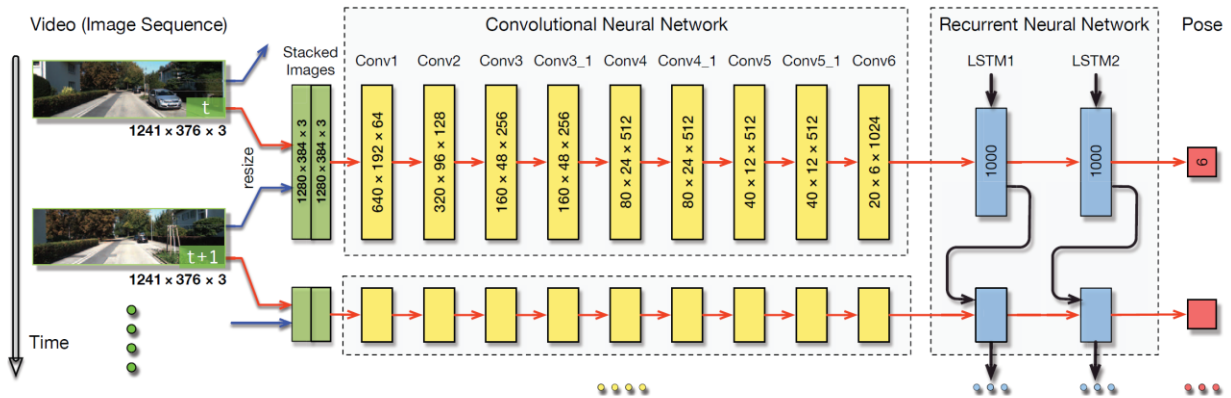 Video (Image Sequence)
Convolutional Neural Network
Recurrent Neural Network
Pose
Stacked
Images
Conv1
Conv2
Conv3
Conv3_1
Conv4
Conv4_1
Conv5
Conv5_1
Conv6
LSTM1
LSTM2
t
1241 x 376 x 3
resize
1280 x 384 x 3
1280 x 384 x 3
640 × 192 × 64
320 × 96 × 128
160 × 48 × 256
160 × 48 × 256
80 × 24 × 512
80 × 24 × 512
40 × 12 × 512
40 × 12 × 512
20 × 6 × 1024
1000
1000
6
t+1
1241 x 376 x 3
Time